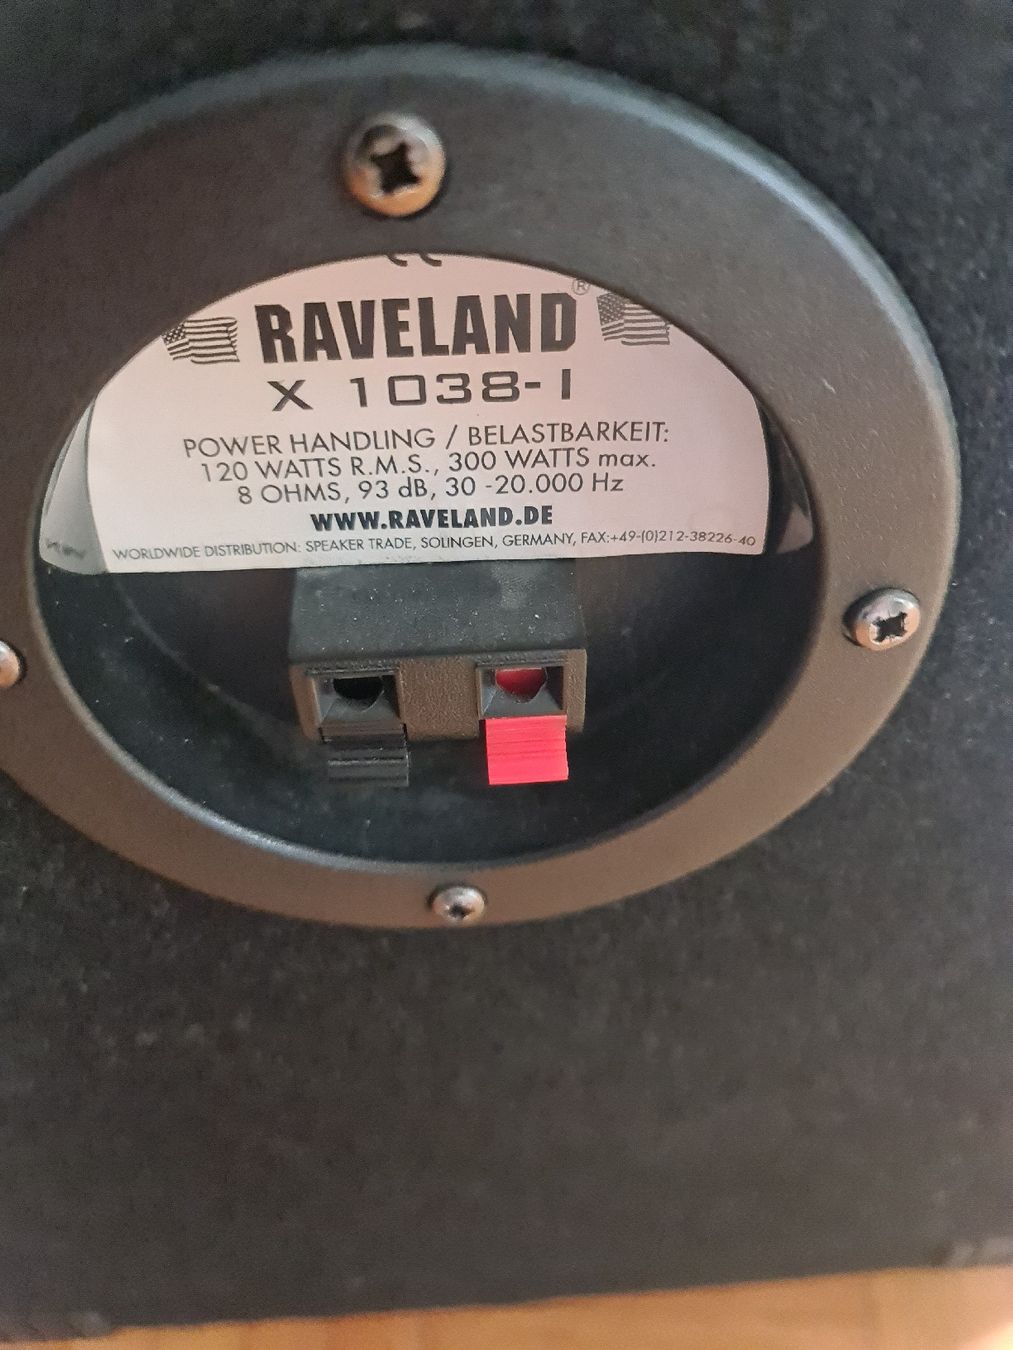 RAVELAND®
X 1038-I
POWER HANDLING / BELASTBARKEIT:
120 WATTS R.M.S., 300 WATTS max.
8 OHMS, 93 dB, 30 -20.000 Hz
WWW.RAVELAND.DE
WORLDWIDE DISTRIBUTION: SPEAKER TRADE, SOLINGEN, GERMANY, FAX:+49-(0)212-38226-40